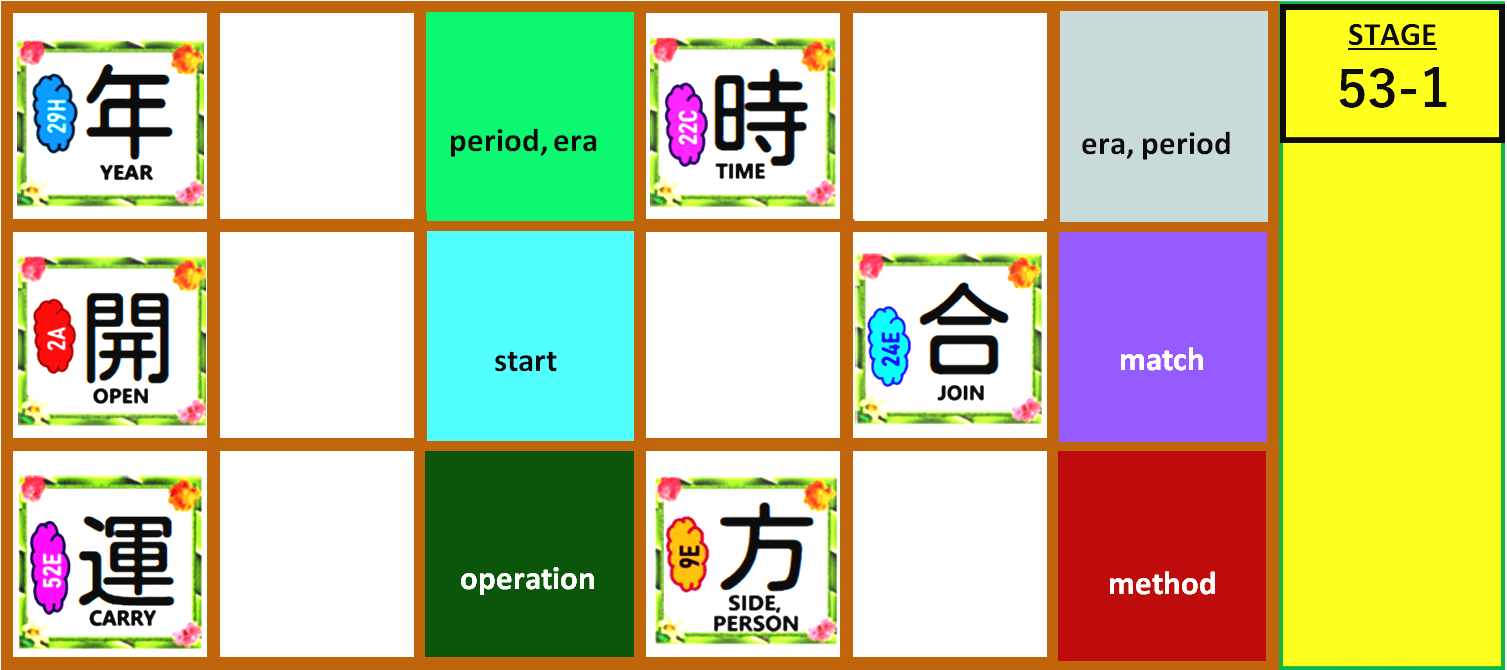 29H
年
YEAR
period, era
22C
時
TIME
era, period
STAGE
53-1
2A
開
OPEN
start
24E
合
JOIN
match
52E
運
CARRY
operation
9E
方
SIDE,
PERSON
method